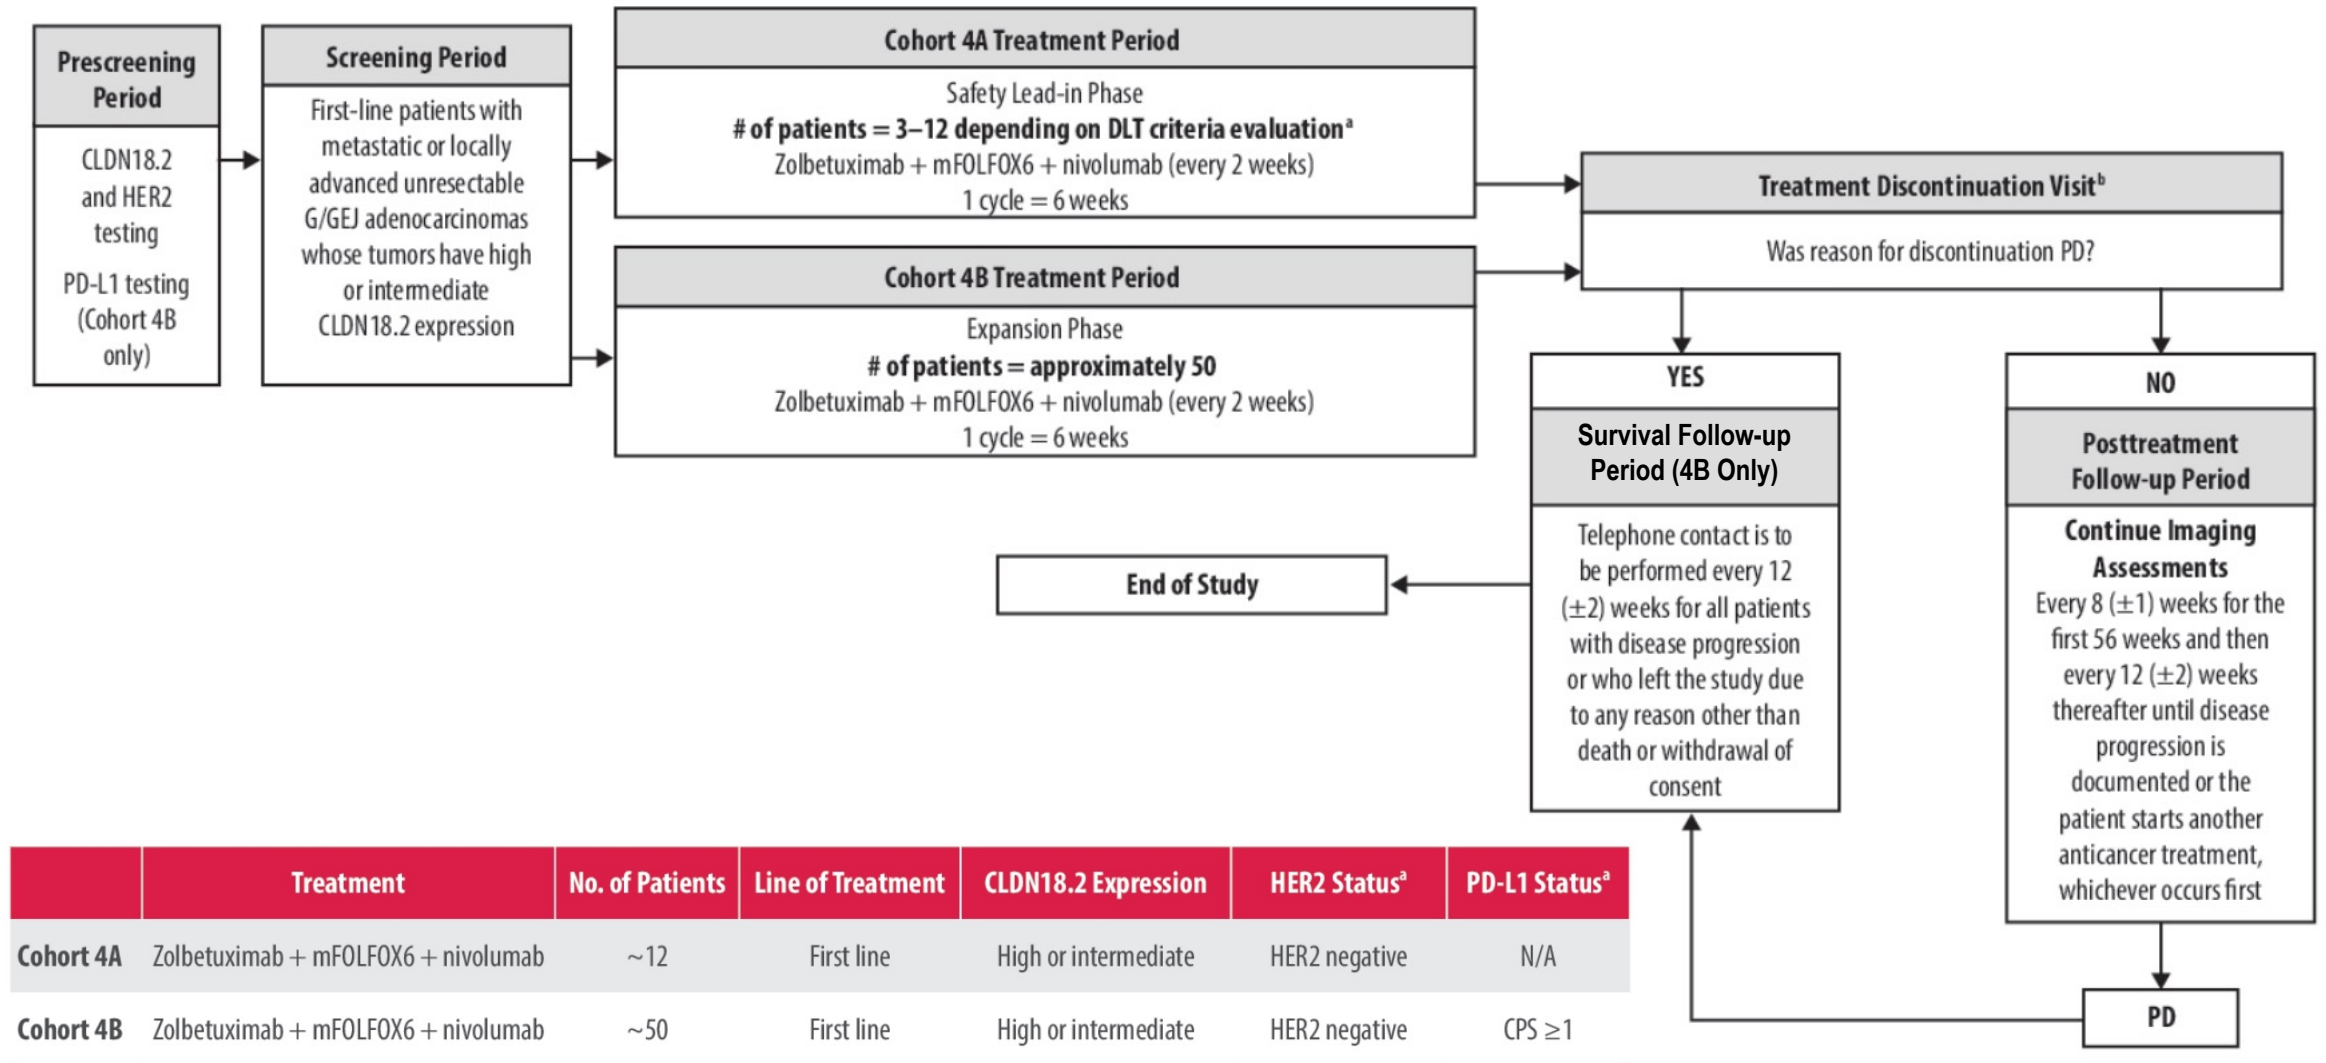 Prescreening
Period
CLDN18.2
and HER2
testing
PD-L1 testing
(Cohort 4B
only)
Screening Period
First-line patients with
metastatic or locally
advanced unresectable
G/GEJ adenocarcinomas
whose tumors have high
or intermediate
CLDN18.2 expression
Cohort 4A Treatment Period
Safety Lead-in Phase
# of patients = 3–12 depending on DLT criteria evaluationᵃ
Zolbetuximab + mFOLFOX6 + nivolumab (every 2 weeks)
1 cycle = 6 weeks
Cohort 4B Treatment Period
Expansion Phase
# of patients = approximately 50
Zolbetuximab + mFOLFOX6 + nivolumab (every 2 weeks)
1 cycle = 6 weeks
Treatment Discontinuation Visitᵇ
Was reason for discontinuation PD?
YES
Survival Follow-up
Period (4B Only)
Telephone contact is to
be performed every 12
(±2) weeks for all patients
with disease progression
or who left the study due
to any reason other than
death or withdrawal of
consent
NO
Posttreatment
Follow-up Period
Continue Imaging
Assessments
Every 8 (±1) weeks for the
first 56 weeks and then
every 12 (±2) weeks
thereafter until disease
progression is
documented or the
patient starts another
anticancer treatment,
whichever occurs first
PD
End of Study
Treatment No. of Patients Line of Treatment CLDN18.2 Expression HER2 Statusᵃ PD-L1 Statusᵃ
Cohort 4A Zolbetuximab + mFOLFOX6 + nivolumab ~12 First line High or intermediate HER2 negative N/A
Cohort 4B Zolbetuximab + mFOLFOX6 + nivolumab ~50 First line High or intermediate HER2 negative CPS ≥1